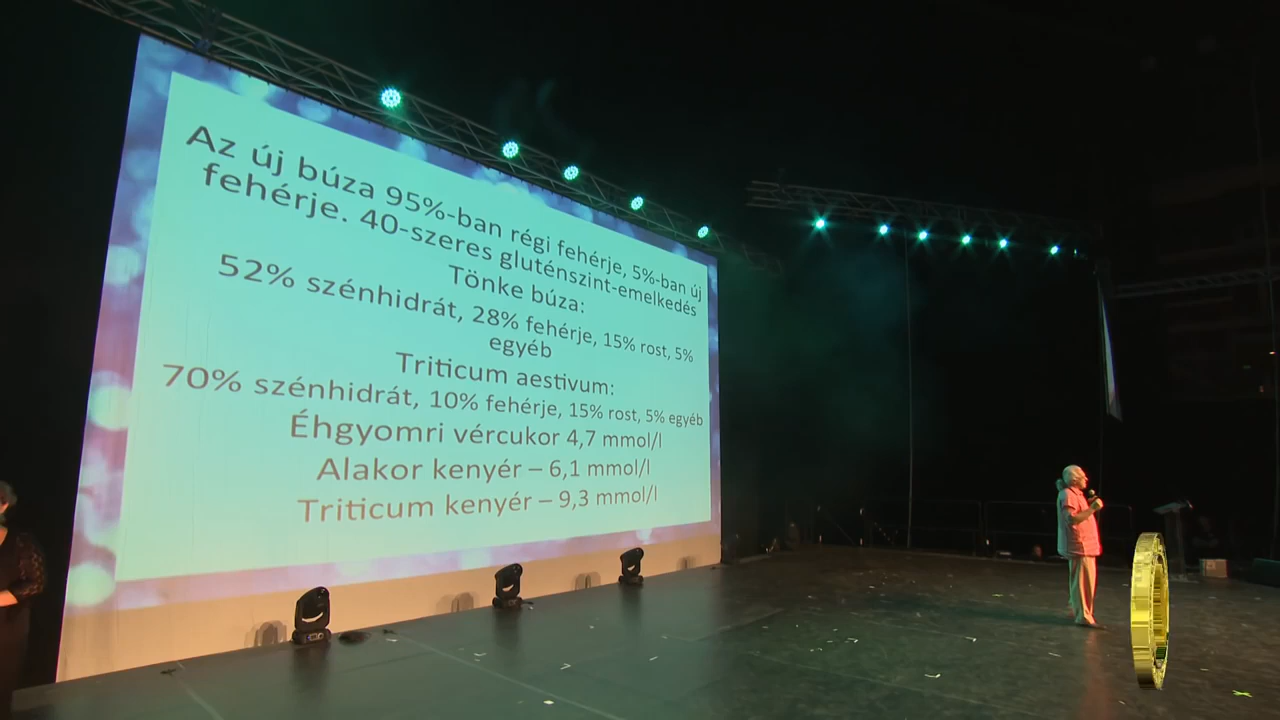 Az új búza 95%-ban régi fehérje, 5%-ban új
fehérje. 40-szeres gluténszint-emelkedés
Tönke búza:
52% szénhidrát, 28% fehérje, 15% rost, 5%
egyéb
Triticum aestivum:
70% szénhidrát, 10% fehérje, 15% rost, 5% egyéb
Éhgyomri vércukor 4,7 mmol/l
Alakor kenyér – 6,1 mmol/l
Triticum kenyér – 9,3 mmol/l